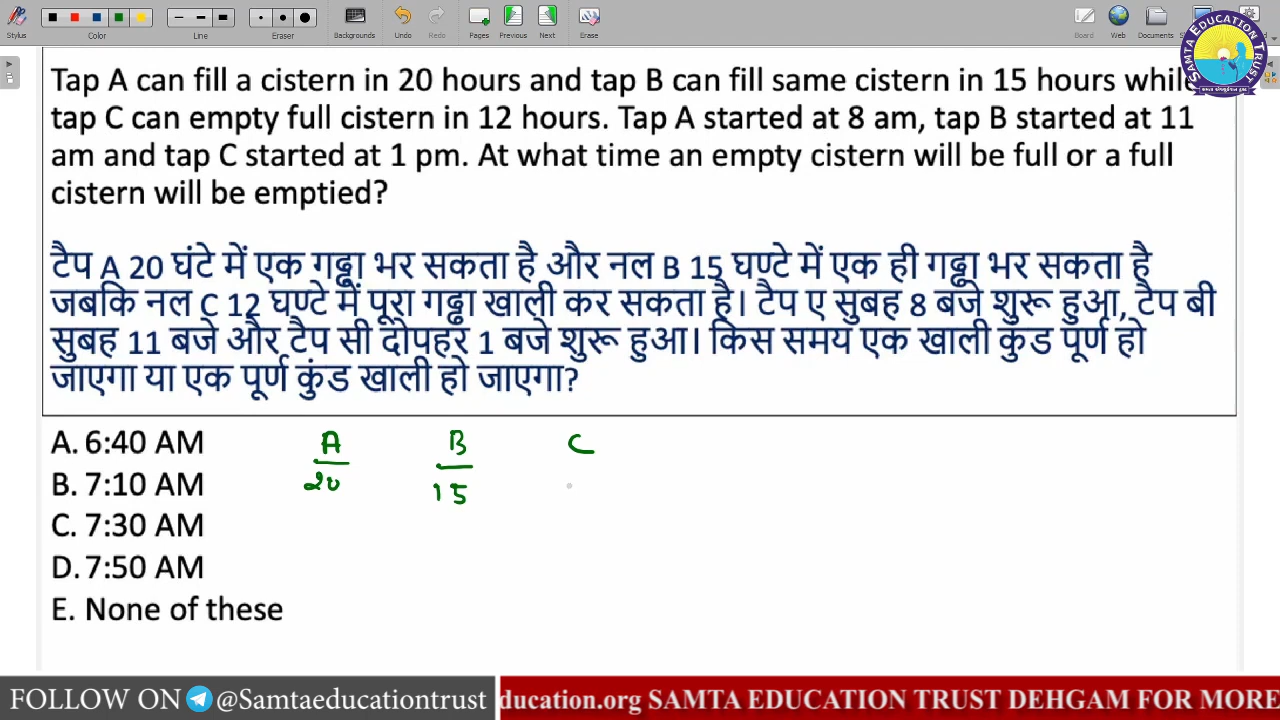 Stylus
Color
Line
Eraser
Backgrounds
Undo
Redo
Pages
Previous
Next
Erase
Board
Web
Documents
SAMTA EDUCATION TRUST
Tap A can fill a cistern in 20 hours and tap B can fill same cistern in 15 hours while
tap C can empty full cistern in 12 hours. Tap A started at 8 am, tap B started at 11
am and tap C started at 1 pm. At what time an empty cistern will be full or a full
cistern will be emptied?
टैप A 20 घंटे में एक गढ्ढा भर सकता है और नल B 15 घण्टे में एक ही गढ्ढा भर सकता है
जबकि नल C 12 घण्टे में पूरा गढ्ढा खाली कर सकता है। टैप ए सुबह 8 बजे शुरू हुआ, टैप बी
सुबह 11 बजे और टैप सी दोपहर 1 बजे शुरू हुआ। किस समय एक खाली कुंड पूर्ण हो
जाएगा या एक पूर्ण कुंड खाली हो जाएगा?
A. 6:40 AM
B. 7:10 AM
C. 7:30 AM
D. 7:50 AM
E. None of these
A B C
20 15
FOLLOW ON @Samtaeducationtrust
ducation.org SAMTA EDUCATION TRUST DEHGAM FOR MORE